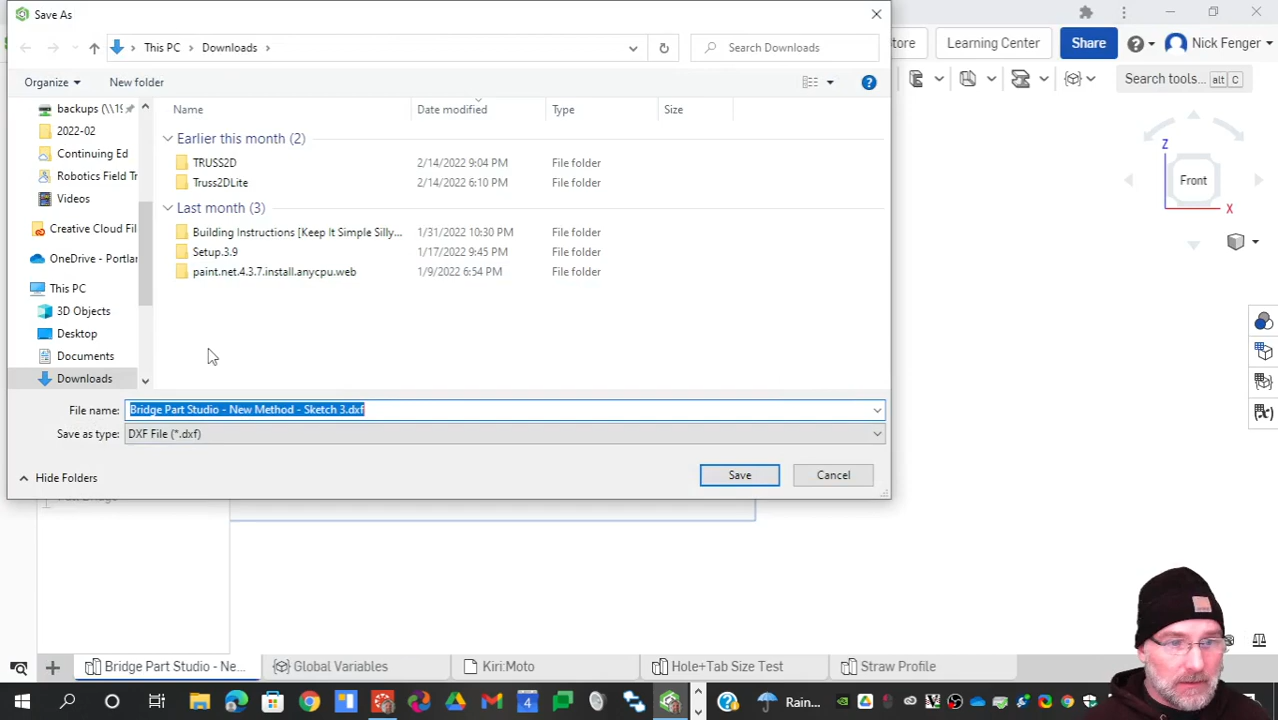 Save As
This PC > Downloads >
Search Downloads
Store
Learning Center
Share
Nick Fenger
Organize
New folder
Search tools... alt C
backups (\\19
2022-02
Continuing Ed
Robotics Field Tr
Videos
Creative Cloud Fil
OneDrive - Portlan
This PC
3D Objects
Desktop
Documents
Downloads
Name Date modified Type Size
Earlier this month (2)
TRUSS2D 2/14/2022 9:04 PM File folder
Truss2DLite 2/14/2022 6:10 PM File folder
Last month (3)
Building Instructions [Keep It Simple Silly... 1/31/2022 10:30 PM File folder
Setup.3.9 1/17/2022 9:45 PM File folder
paint.net.4.3.7.install.anycpu.web 1/9/2022 6:54 PM File folder
Z
Front
X
File name: Bridge Part Studio - New Method - Sketch 3.dxf
Save as type: DXF File (*.dxf)
Hide Folders
Save
Cancel
Bridge Part Studio - Ne...
Global Variables
Kiri:Moto
Hole+Tab Size Test
Straw Profile
4
Rain...